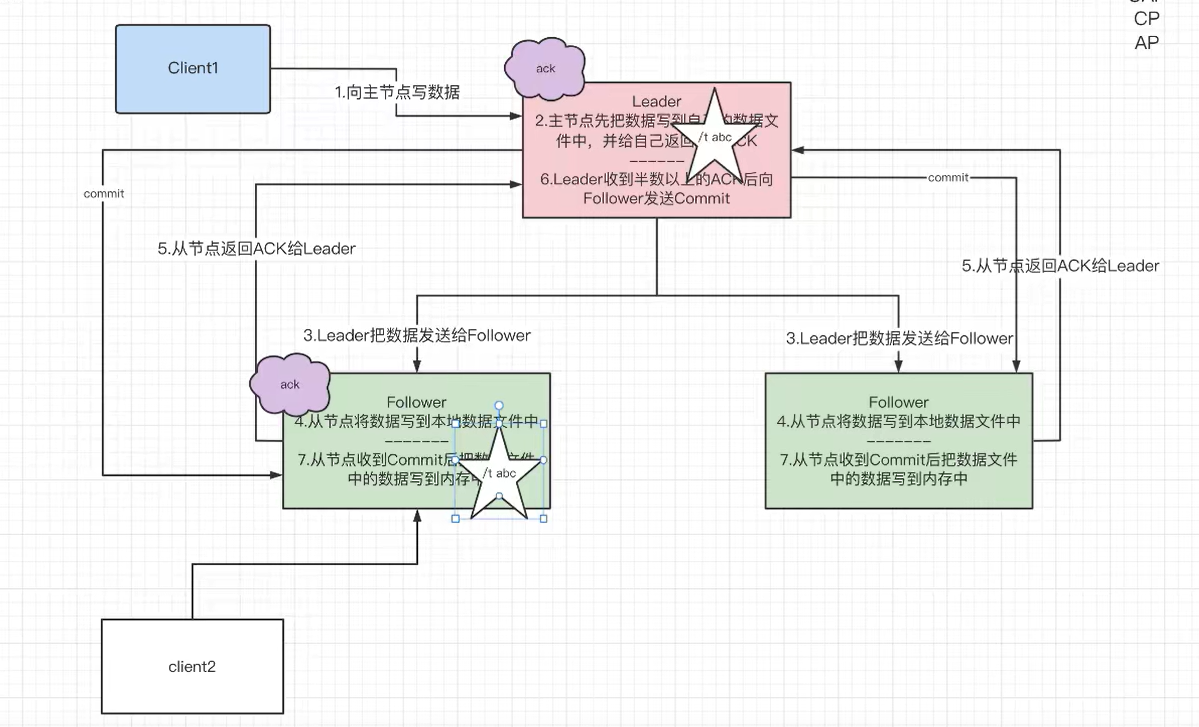 CP
AP
Client1
ack
1.向主节点写数据
Leader
2.主节点先把数据写到自 的数据文
件中，并给自己返回 CK
/t abc
------
6.Leader收到半数以上的ACK后向
Follower发送Commit
commit
commit
5.从节点返回ACK给Leader
5.从节点返回ACK给Leader
3.Leader把数据发送给Follower
3.Leader把数据发送给Follower
ack
Follower
4.从节点将数据写到本地数据文件中
-------
7.从节点收到Commit后把数据文件
中的数据写到内存中
/t abc
Follower
4.从节点将数据写到本地数据文件中
-------
7.从节点收到Commit后把数据文件
中的数据写到内存中
client2